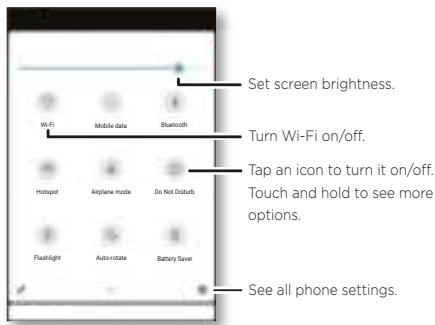 Set screen brightness.
Wi-Fi Mobile data Bluetooth
Turn Wi-Fi on/off.
Tap an icon to turn it on/off.
Touch and hold to see more
options.
Hotspot Airplane mode Do Not Disturb
Flashlight Auto-rotate Battery Saver
See all phone settings.